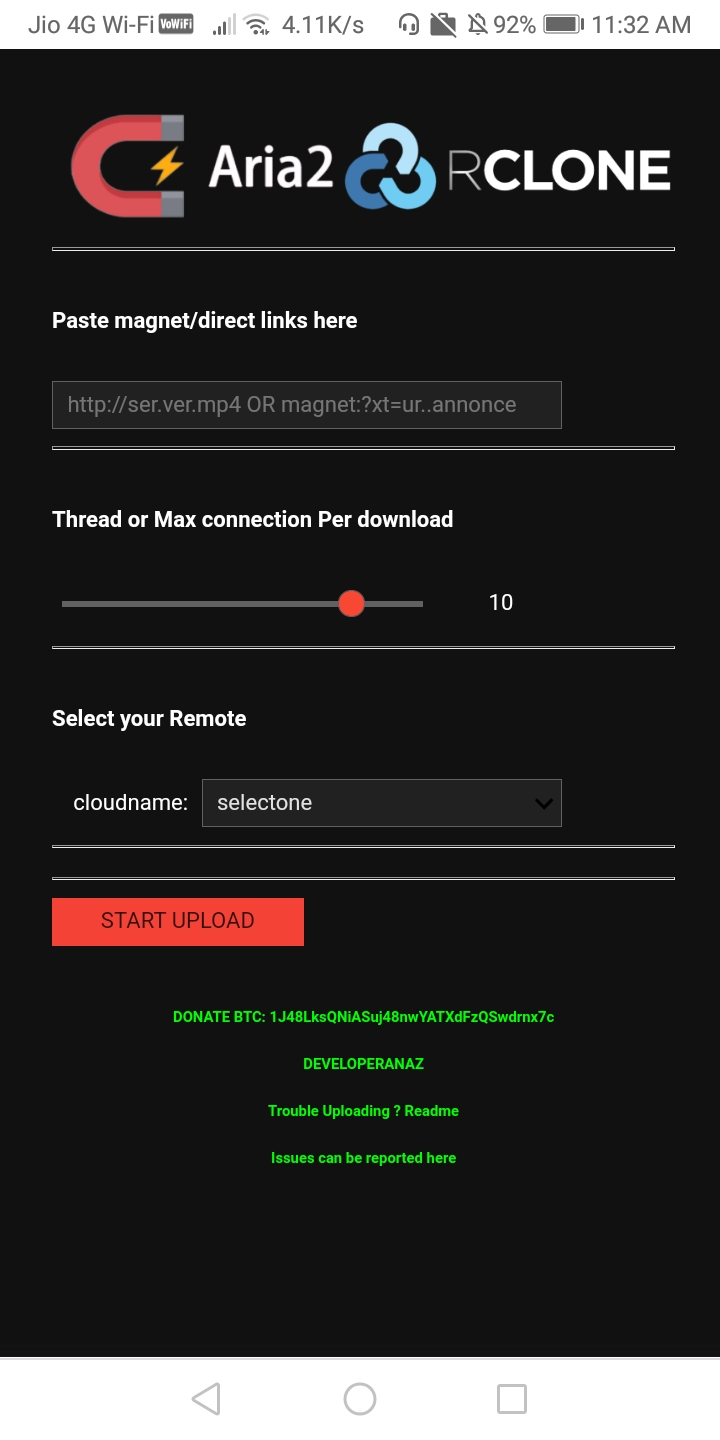 Jio 4G Wi-Fi VoWiFi 4.11K/s 92% 11:32 AM
Aria2 RCLONE
Paste magnet/direct links here
http://ser.ver.mp4 OR magnet:?xt=ur..annonce
Thread or Max connection Per download
10
Select your Remote
cloudname: selectone
START UPLOAD
DONATE BTC: 1J48LksQNiASuj48nwYATXdFzQSwdrnx7c
DEVELOPERANAZ
Trouble Uploading ? Readme
Issues can be reported here